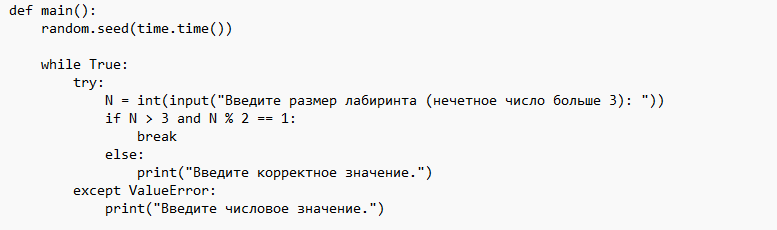 def main():
    random.seed(time.time())

    while True:
        try:
            N = int(input("Введите размер лабиринта (нечетное число больше 3): "))
            if N > 3 and N % 2 == 1:
                break
            else:
                print("Введите корректное значение.")
        except ValueError:
            print("Введите числовое значение.")